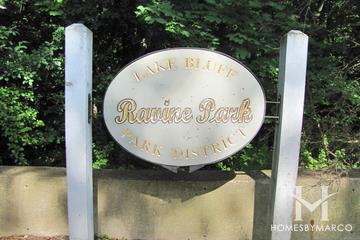 LAKE BLUFF
Ravine Park
PARK DISTRICT
M
HOMESBYMARCO